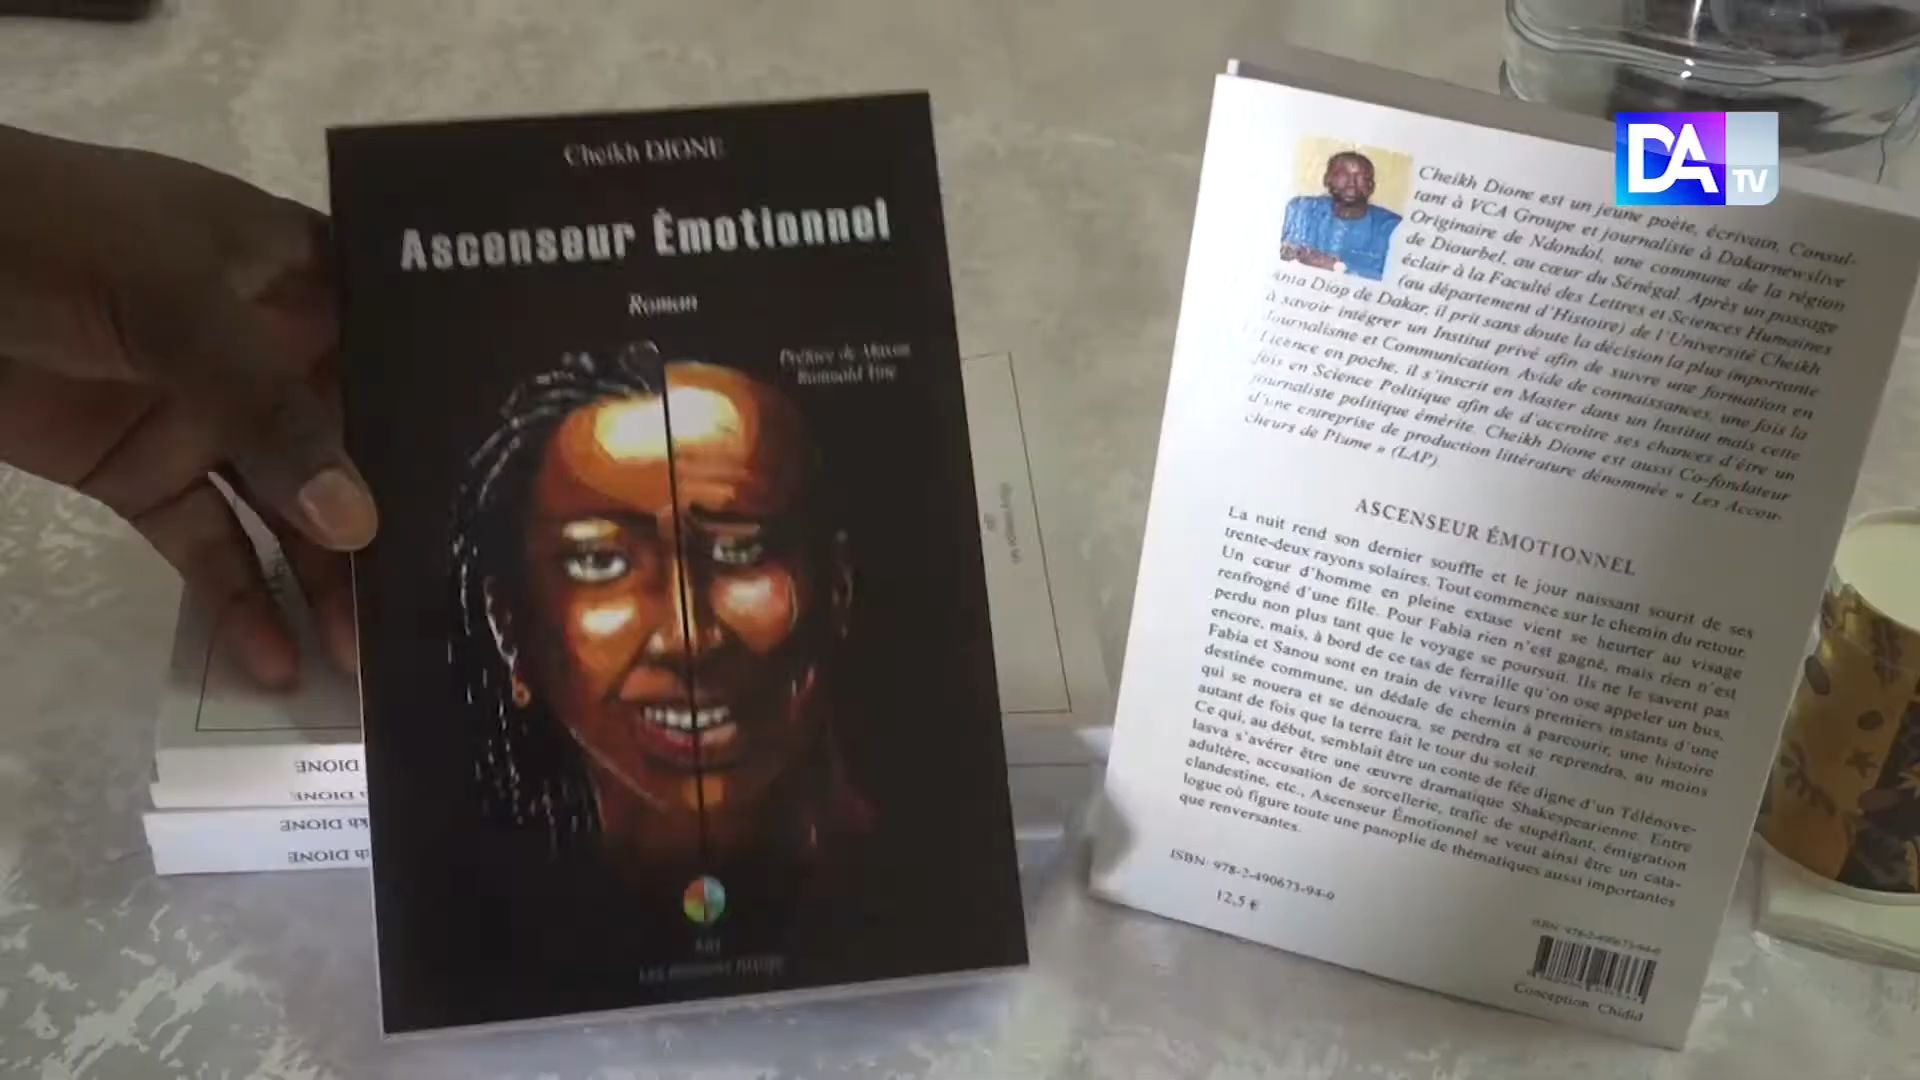 Cheikh DIONE
Ascenseur Émotionnel
Roman
Préface de
DIONE
DIONE
DIONE
DIONE
DA TV
Cheikh Dione est un jeune poète, écrivain, Consul-
tant à VCA Groupe et journaliste à Dakarnewslive
Originaire de Ndondol, une commune de la région
de Diourbel, au cœur du Sénégal. Après un passage
éclair à la Faculté des Lettres et Sciences Humaines
(au département d'Histoire) de l'Université Cheikh
Anta Diop de Dakar, il prit sans doute la décision la plus importante
à savoir intégrer un Institut privé afin de suivre une formation en
Journalisme et Communication. Avide de connaissances, une fois la
Licence en poche, il s'inscrit en Master dans un Institut mais cette
fois en Science Politique afin de d'accroitre ses chances d'être un
journaliste politique émérite. Cheikh Dione est aussi Co-fondateur
d'une entreprise de production littérature dénommée « Les Accou-
cheurs de Plume » (LAP)
ASCENSEUR ÉMOTIONNEL
La nuit rend son dernier souffle et le jour naissant sourit de ses
trente-deux rayons solaires. Tout commence sur le chemin du retour.
Un cœur d'homme en pleine extase vient se heurter au visage
renfrogné d'une fille. Pour Fabia rien n'est gagné, mais rien n'est
perdu non plus tant que le voyage se poursuit. Ils ne le savent pas
encore, mais, à bord de ce tas de ferraille qu'on ose appeler un bus,
Fabia et Sanou sont en train de vivre leurs premiers instants d'une
destinée commune, un dédale de chemin à parcourir, une histoire
qui se nouera et se dénouera, se perdra et se reprendra, au moins
autant de fois que la terre fait le tour du soleil.
Ce qui, au début, semblait être un conte de fée digne d'un Télénove-
lasva s'avérer être une œuvre dramatique Shakespearienne. Entre
adultère, accusation de sorcellerie, trafic de stupéfiant, émigration
clandestine, etc., Ascenseur Émotionnel se veut ainsi être un cata-
logue où figure toute une panoplie de thématiques aussi importantes
que renversantes.
ISBN: 978-2-490673-94-0
12,5 €
ISBN 978-2-490673-94-0
Conception Chidid